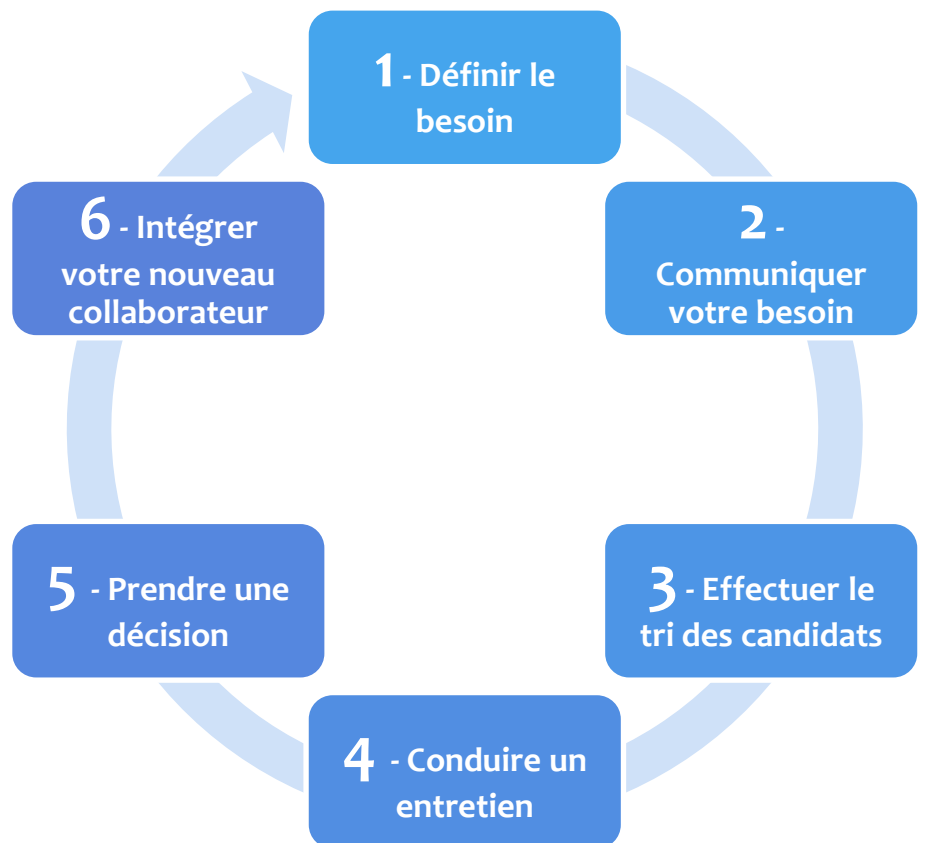 1 - Définir le
besoin
2 -
Communiquer
votre besoin
3 - Effectuer le
tri des candidats
4 - Conduire un
entretien
5 - Prendre une
décision
6 - Intégrer
votre nouveau
collaborateur